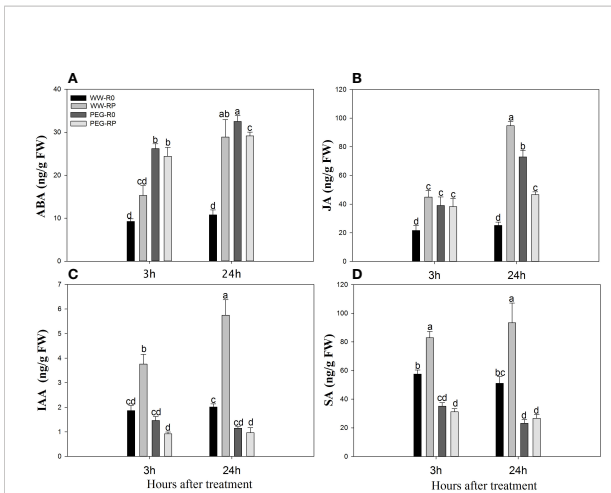 A
ABA (ng/g FW)
40
30
20
10
0
WW-R0
WW-RP
PEG-R0
PEG-RP
d
cd
b
b
d
ab
a
c
3h
24h
B
JA (ng/g FW)
120
100
80
60
40
20
0
d
c
c
c
d
a
b
c
3h
24h
C
IAA (ng/g FW)
7
6
5
4
3
2
1
0
cd
b
cd
d
c
a
d
d
3h
24h
Hours after treatment
D
SA (ng/g FW)
120
100
80
60
40
20
0
b
a
cd
d
bc
a
d
d
3h
24h
Hours after treatment